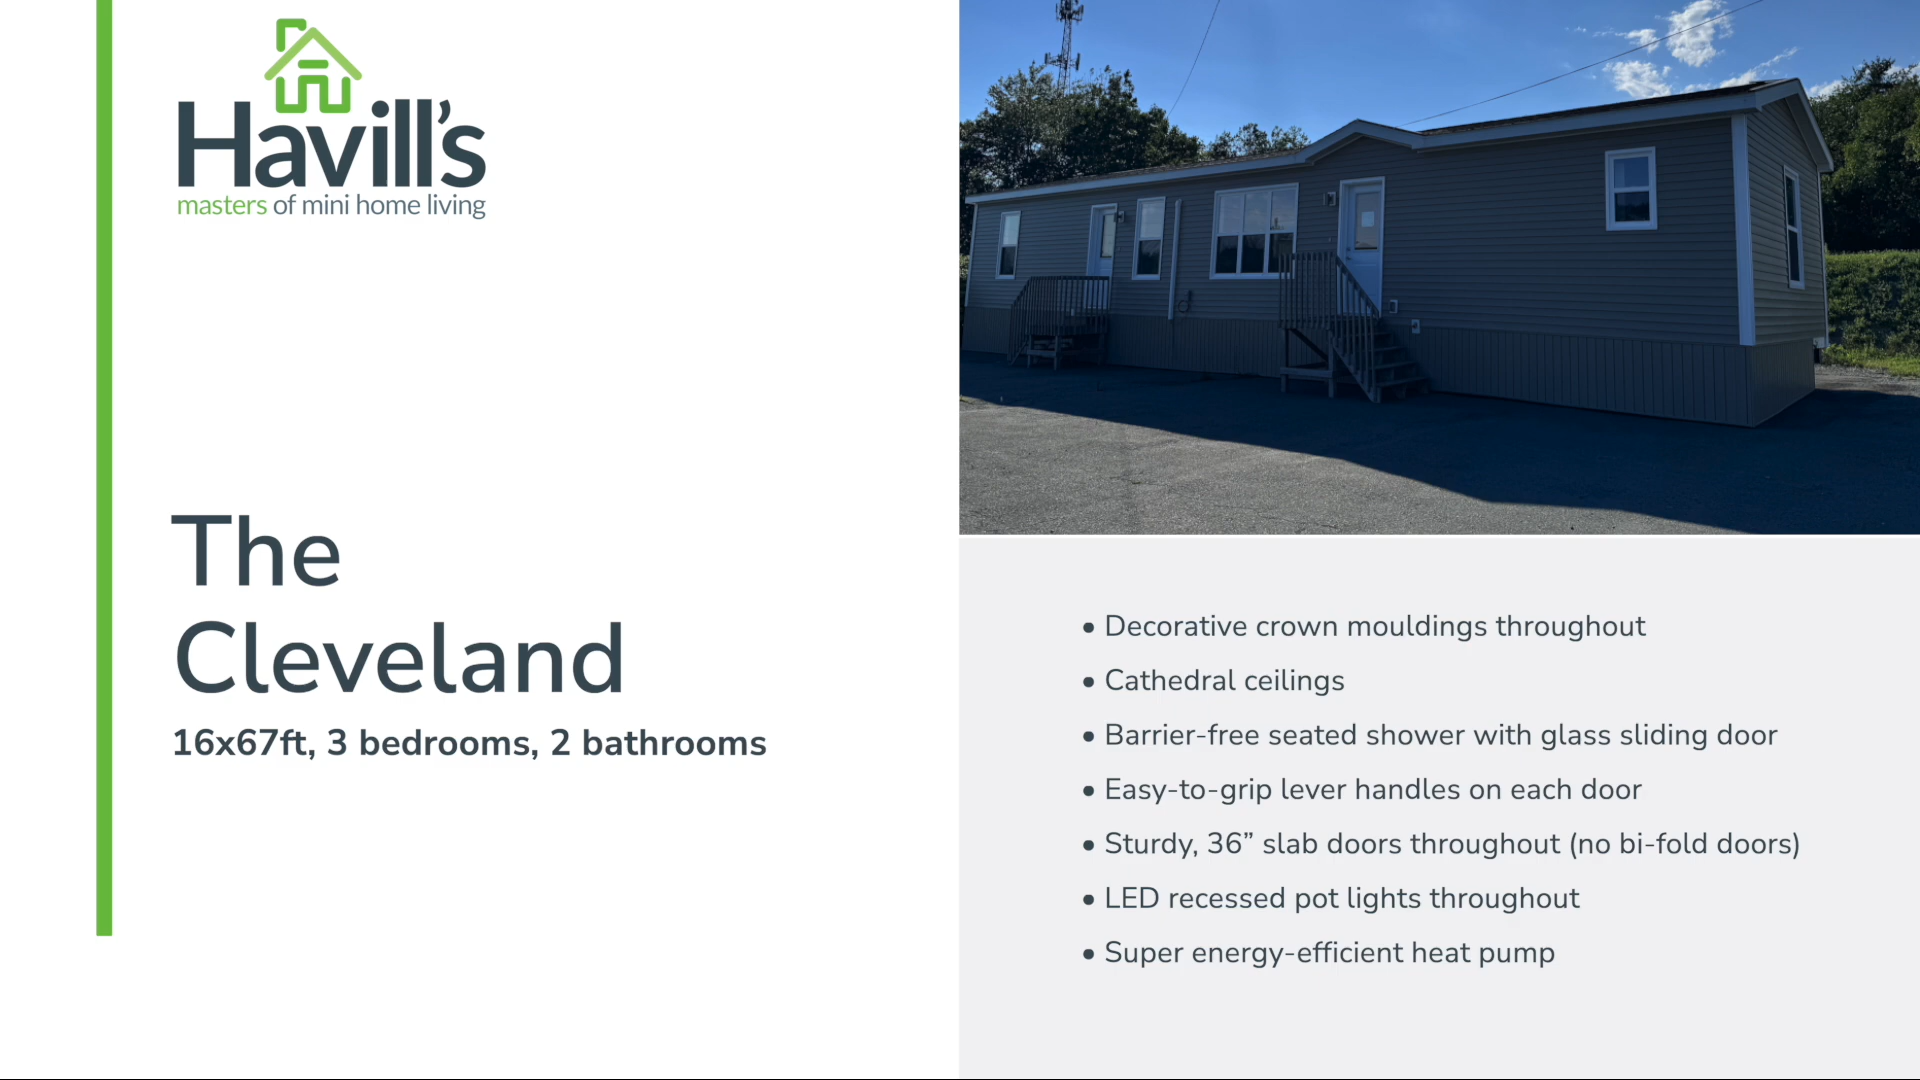 Havill's
masters of mini home living
The
Cleveland
16x67ft, 3 bedrooms, 2 bathrooms
• Decorative crown mouldings throughout
• Cathedral ceilings
• Barrier-free seated shower with glass sliding door
• Easy-to-grip lever handles on each door
• Sturdy, 36” slab doors throughout (no bi-fold doors)
• LED recessed pot lights throughout
• Super energy-efficient heat pump